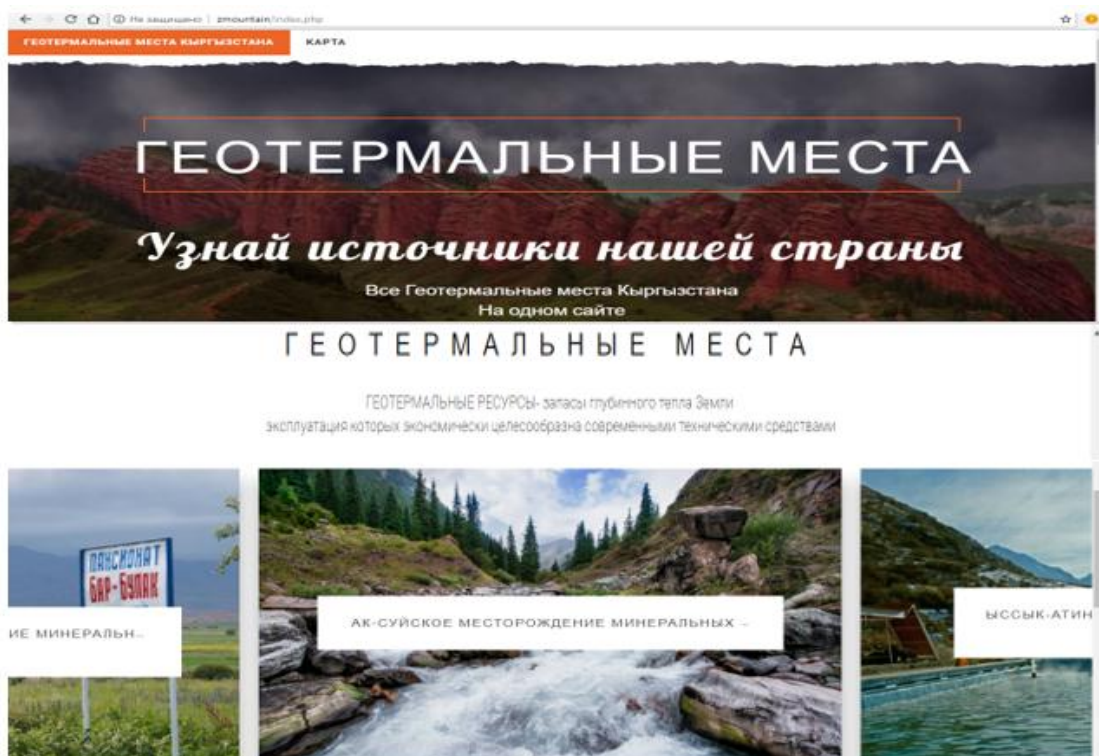 Не защищено | zmountain/index.php
ГЕОТЕРМАЛЬНЫЕ МЕСТА КЫРГЫЗСТАНА КАРТА
ГЕОТЕРМАЛЬНЫЕ МЕСТА
Узнай источники нашей страны
Все Геотермальные места Кыргызстана
На одном сайте
ГЕОТЕРМАЛЬНЫЕ МЕСТА
ГЕОТЕРМАЛЬНЫЕ РЕСУРСЫ- запасы глубинного тепла Земли
эксплуатация которых экономически целесообразна современными техническими средствами
ПАНСИОНАТ
БАР-БУЛАК
ИЕ МИНЕРАЛЬН...
АК-СУЙСКОЕ МЕСТОРОЖДЕНИЕ МИНЕРАЛЬНЫХ ...
ЫССЫК-АТИН